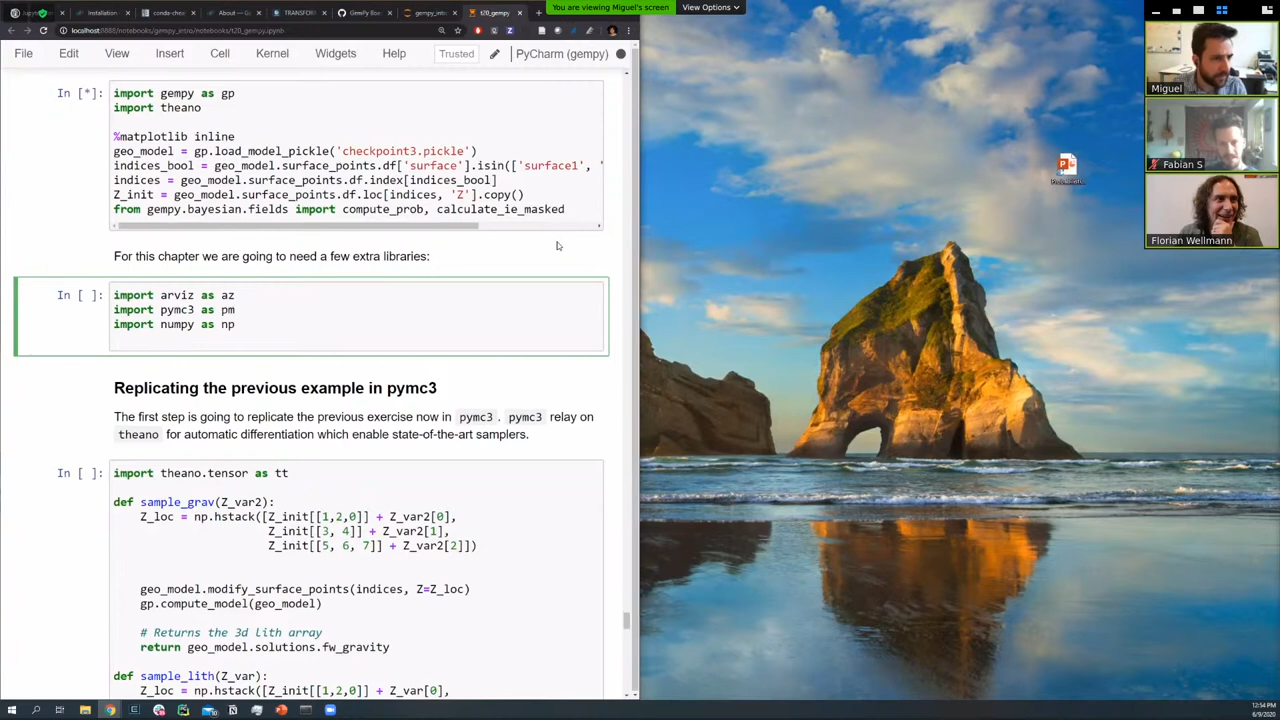 You are viewing Miguel's screen
View Options
Installation
conda-chea
About — G
TRANSFOR
GemPy Bo
gempy_int
t20_gempy
localhost:8888/notebooks/gempy_intro/notebooks/t20_gempy.ipynb
File Edit View Insert Cell Kernel Widgets Help Trusted PyCharm (gempy)
In [*]:
import gempy as gp
import theano
%matplotlib inline
geo_model = gp.load_model_pickle('checkpoint3.pickle')
indices_bool = geo_model.surface_points.df['surface'].isin(['surface1', '
indices = geo_model.surface_points.df.index[indices_bool]
Z_init = geo_model.surface_points.df.loc[indices, 'Z'].copy()
from gempy.bayesian.fields import compute_prob, calculate_ie_masked
For this chapter we are going to need a few extra libraries:
In [ ]:
import arviz as az
import pymc3 as pm
import numpy as np
Replicating the previous example in pymc3
The first step is going to replicate the previous exercise now in pymc3 . pymc3 relay on
theano for automatic differentiation which enable state-of-the-art samplers.
In [ ]:
import theano.tensor as tt
def sample_grav(Z_var2):
Z_loc = np.hstack([Z_init[[1,2,0]] + Z_var2[0],
Z_init[[3, 4]] + Z_var2[1],
Z_init[[5, 6, 7]] + Z_var2[2]])
geo_model.modify_surface_points(indices, Z=Z_loc)
gp.compute_model(geo_model)
# Returns the 3d lith array
return geo_model.solutions.fw_gravity
def sample_lith(Z_var):
Z_loc = np.hstack([Z_init[[1,2,0]] + Z_var[0],
Miguel
Fabian S
Florian Wellmann
12:54 PM
6/9/2020